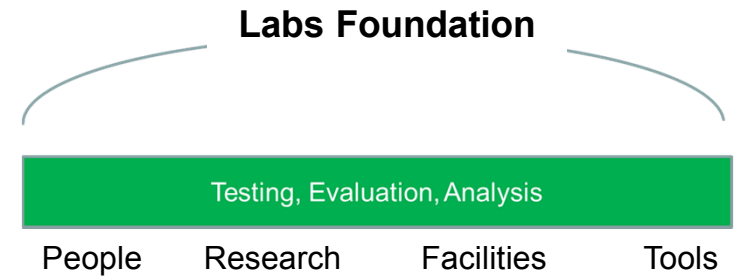 Labs Foundation
Testing, Evaluation, Analysis
People Research Facilities Tools